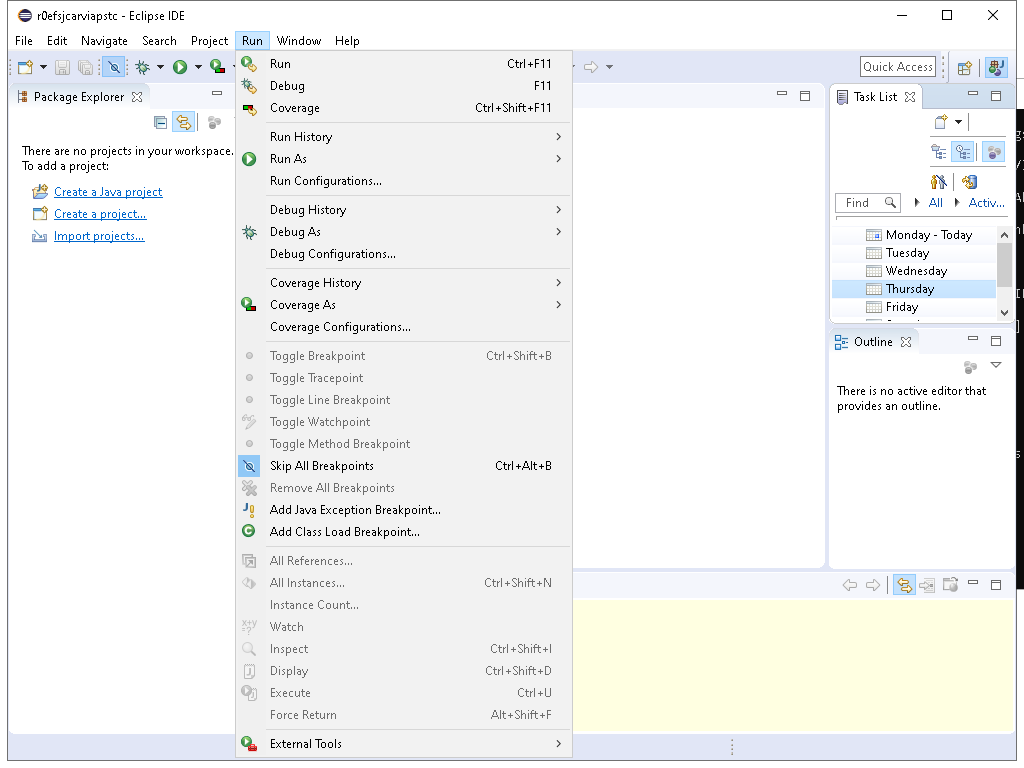 r0efsjcarviapstc - Eclipse IDE
File Edit Navigate Search Project Run Window Help
Quick Access
Package Explorer
There are no projects in your workspace.
To add a project:
Create a Java project
Create a project...
Import projects...
Run Ctrl+F11
Debug F11
Coverage Ctrl+Shift+F11
Run History
Run As
Run Configurations...
Debug History
Debug As
Debug Configurations...
Coverage History
Coverage As
Coverage Configurations...
Toggle Breakpoint Ctrl+Shift+B
Toggle Tracepoint
Toggle Line Breakpoint
Toggle Watchpoint
Toggle Method Breakpoint
Skip All Breakpoints Ctrl+Alt+B
Remove All Breakpoints
Add Java Exception Breakpoint...
Add Class Load Breakpoint...
All References...
All Instances... Ctrl+Shift+N
Instance Count...
Watch
Inspect Ctrl+Shift+I
Display Ctrl+Shift+D
Execute Ctrl+U
Force Return Alt+Shift+F
External Tools
Task List
Find All Activ...
Monday - Today
Tuesday
Wednesday
Thursday
Friday
Outline
There is no active editor that
provides an outline.